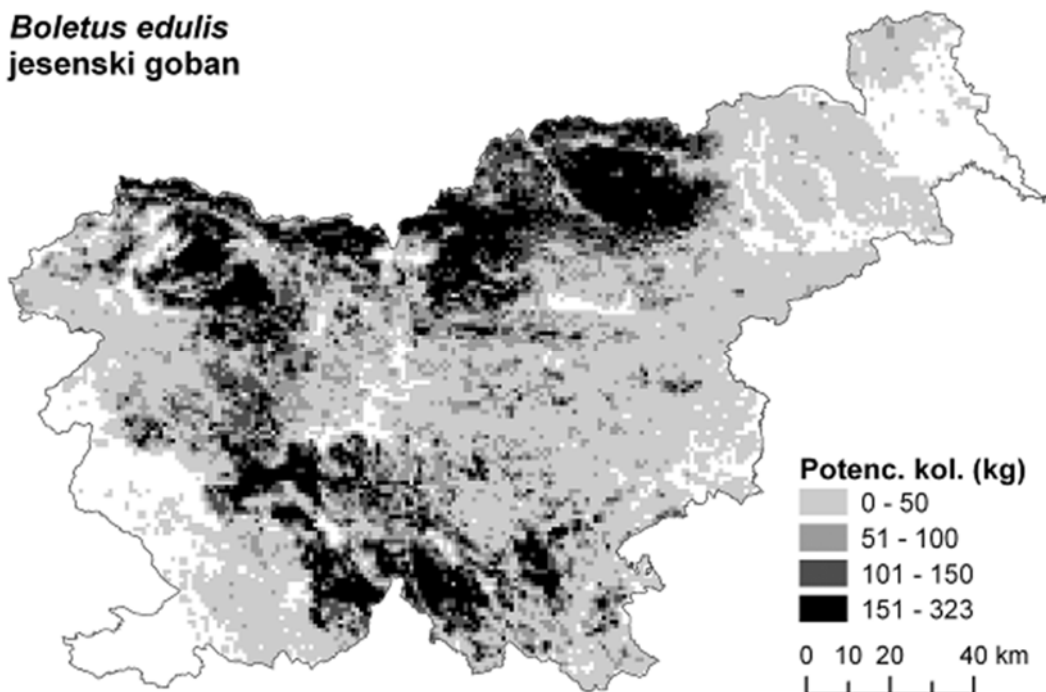 Boletus edulis
jesenski goban
Potenc. kol. (kg)
0 - 50
51 - 100
101 - 150
151 - 323
0 10 20 40 km